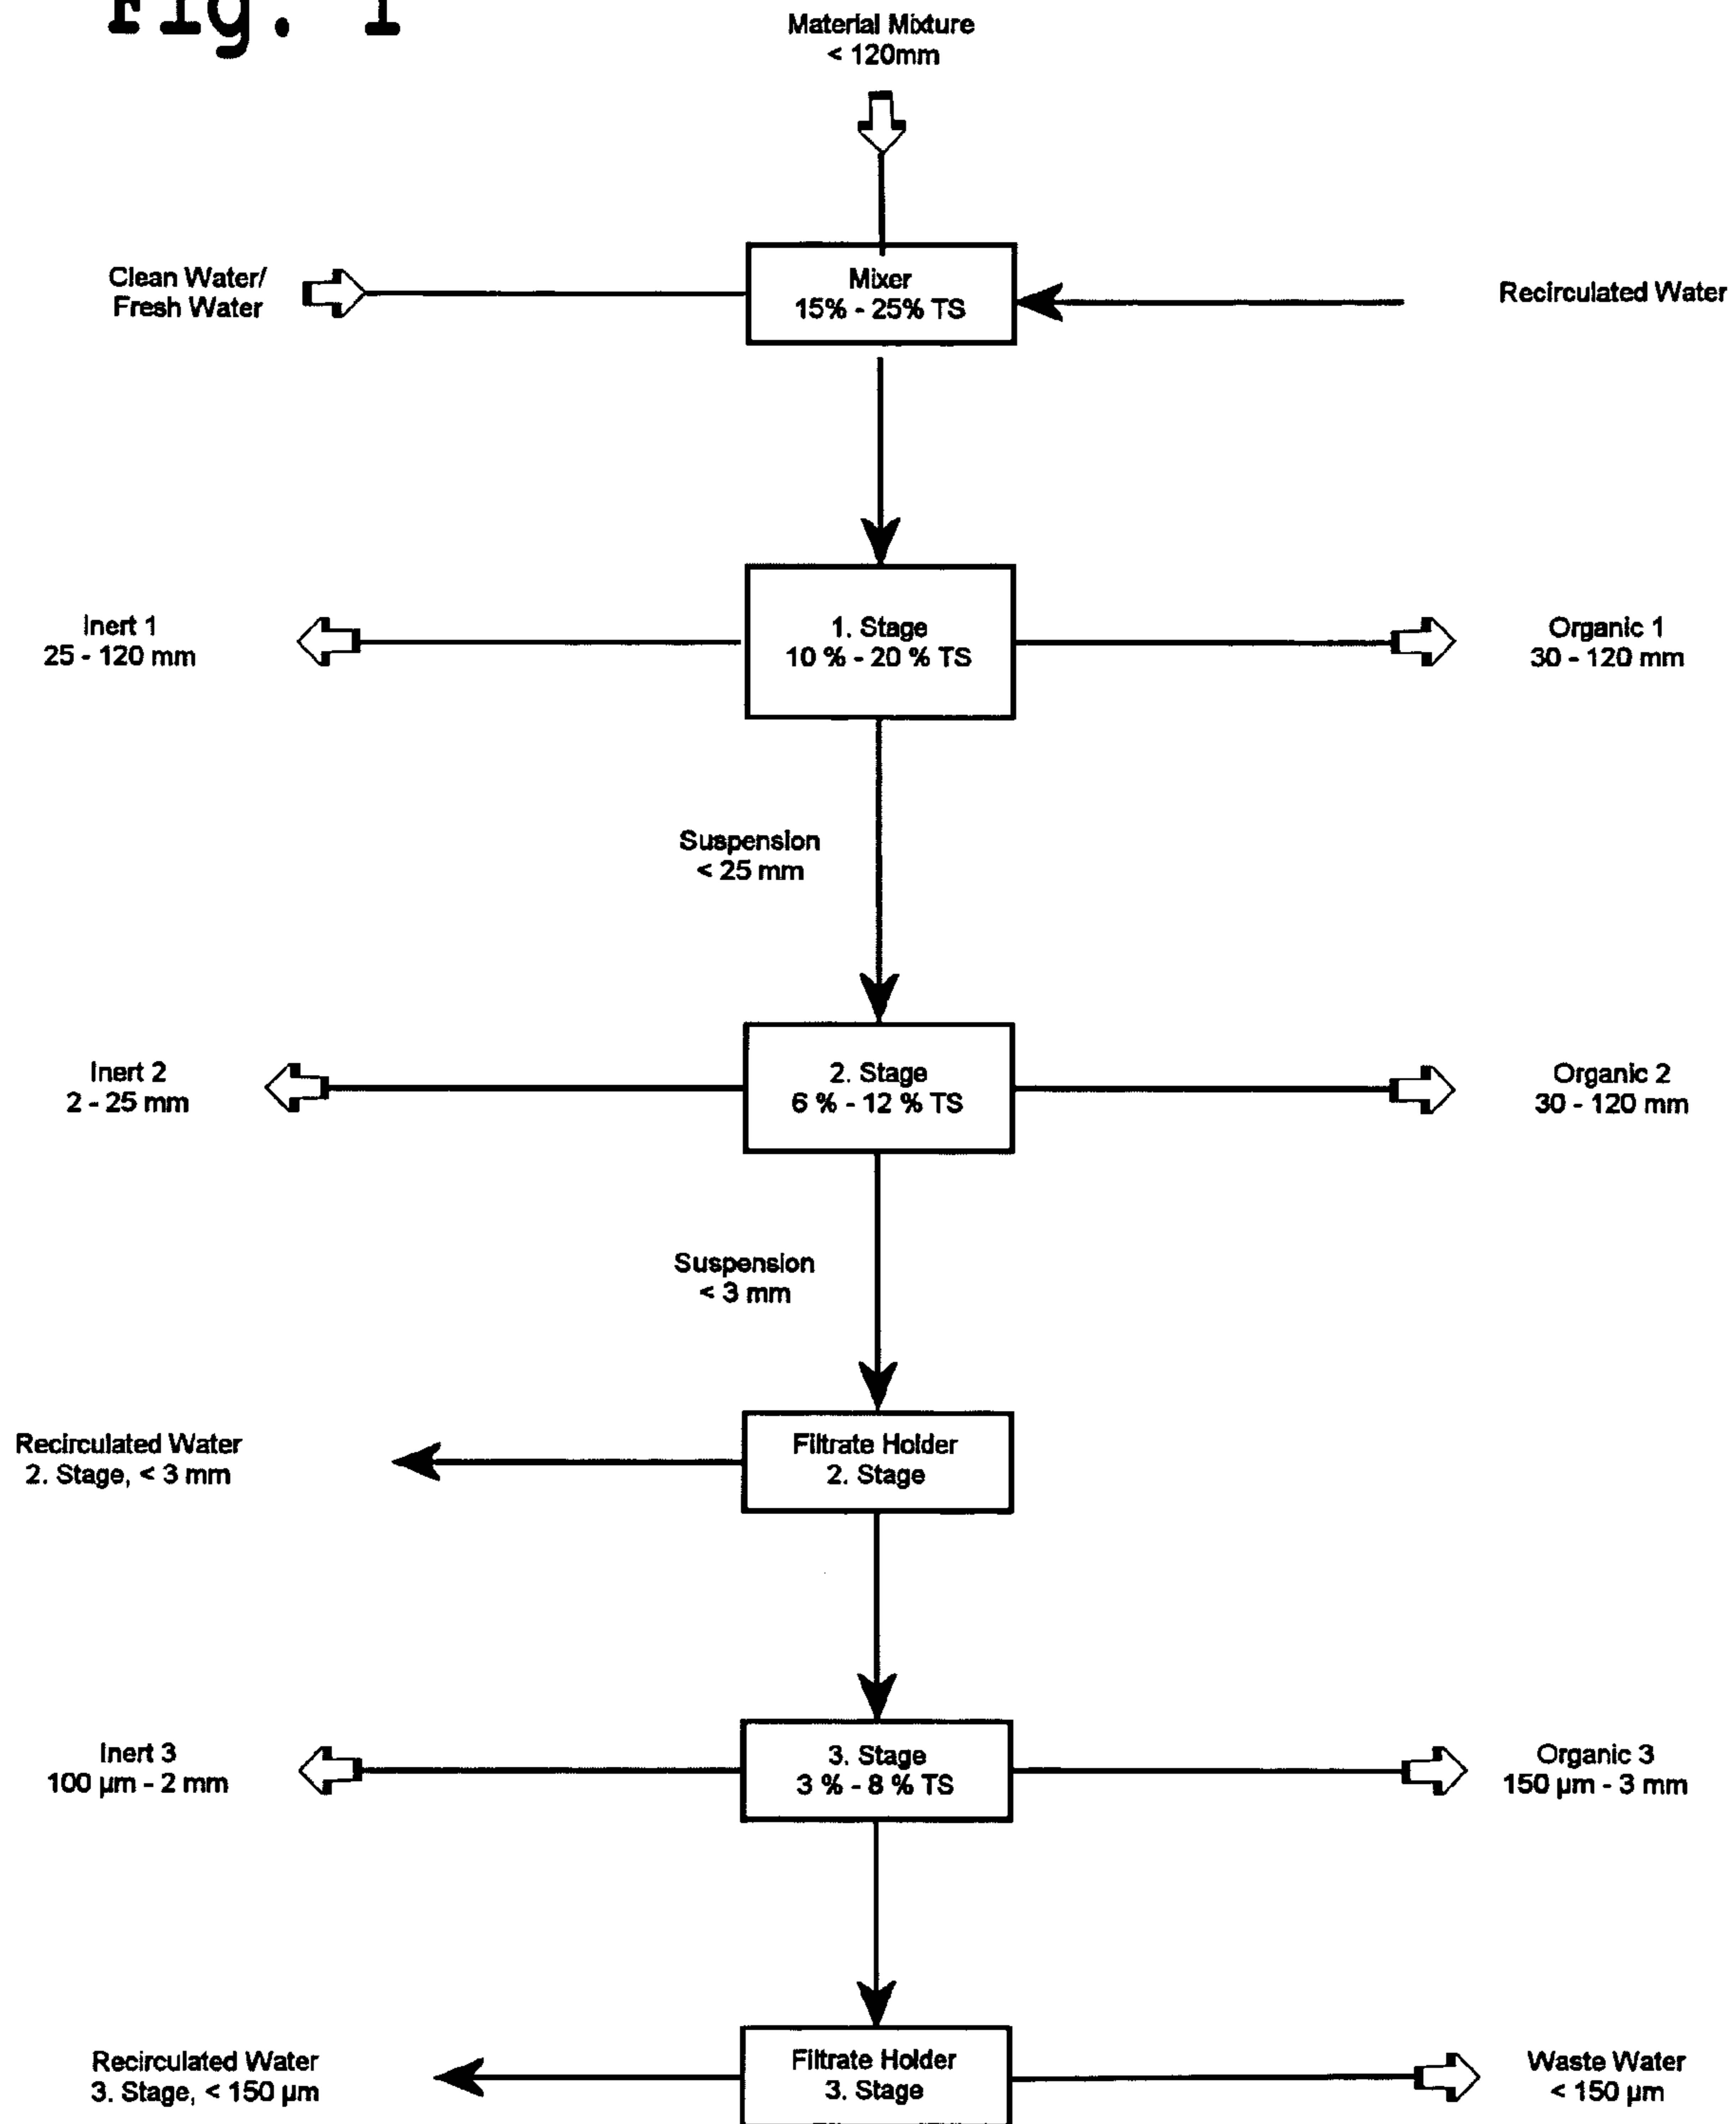 Fig. 1
Material Mixture
< 120mm
Clean Water/
Fresh Water
Mixer
15% - 25% TS
Recirculated Water
Inert 1
25 - 120 mm
1. Stage
10 % - 20 % TS
Organic 1
30 - 120 mm
Suspension
< 25 mm
Inert 2
2 - 25 mm
2. Stage
6 % - 12 % TS
Organic 2
30 - 120 mm
Suspension
< 3 mm
Recirculated Water
2. Stage, < 3 mm
Filtrate Holder
2. Stage
Inert 3
100 µm - 2 mm
3. Stage
3 % - 8 % TS
Organic 3
150 µm - 3 mm
Recirculated Water
3. Stage, < 150 µm
Filtrate Holder
3. Stage
Waste Water
< 150 µm